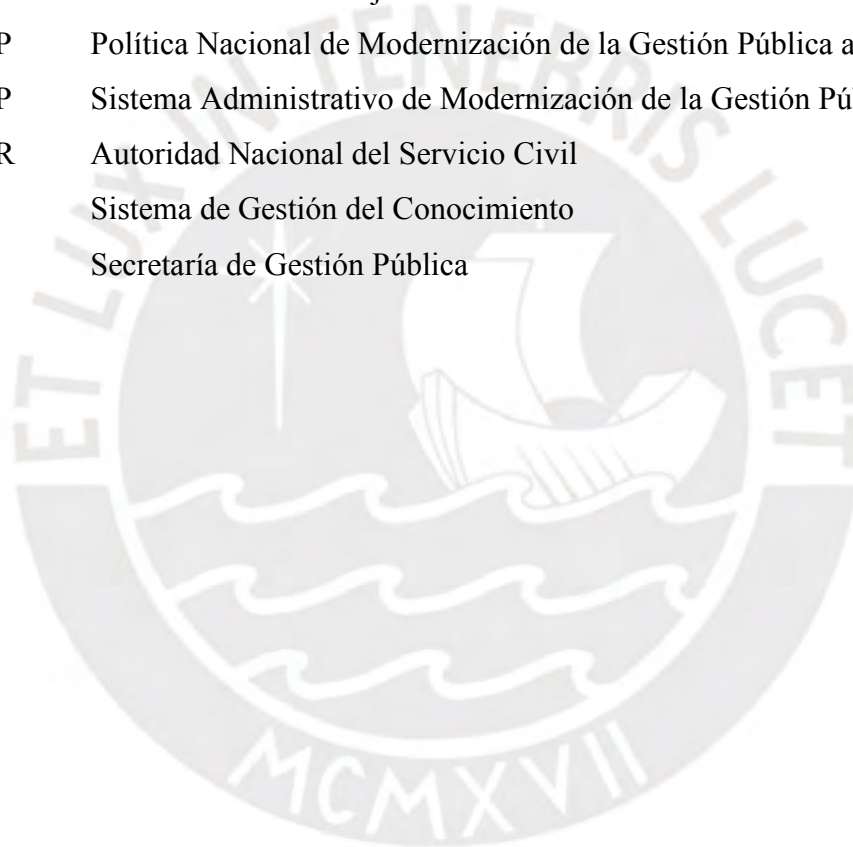 P Política Nacional de Modernización de la Gestión Pública a
P Sistema Administrativo de Modernización de la Gestión Pú
R Autoridad Nacional del Servicio Civil
Sistema de Gestión del Conocimiento
Secretaría de Gestión Pública
ET LUX IN TENEBRIS LUCET
MCMXVII